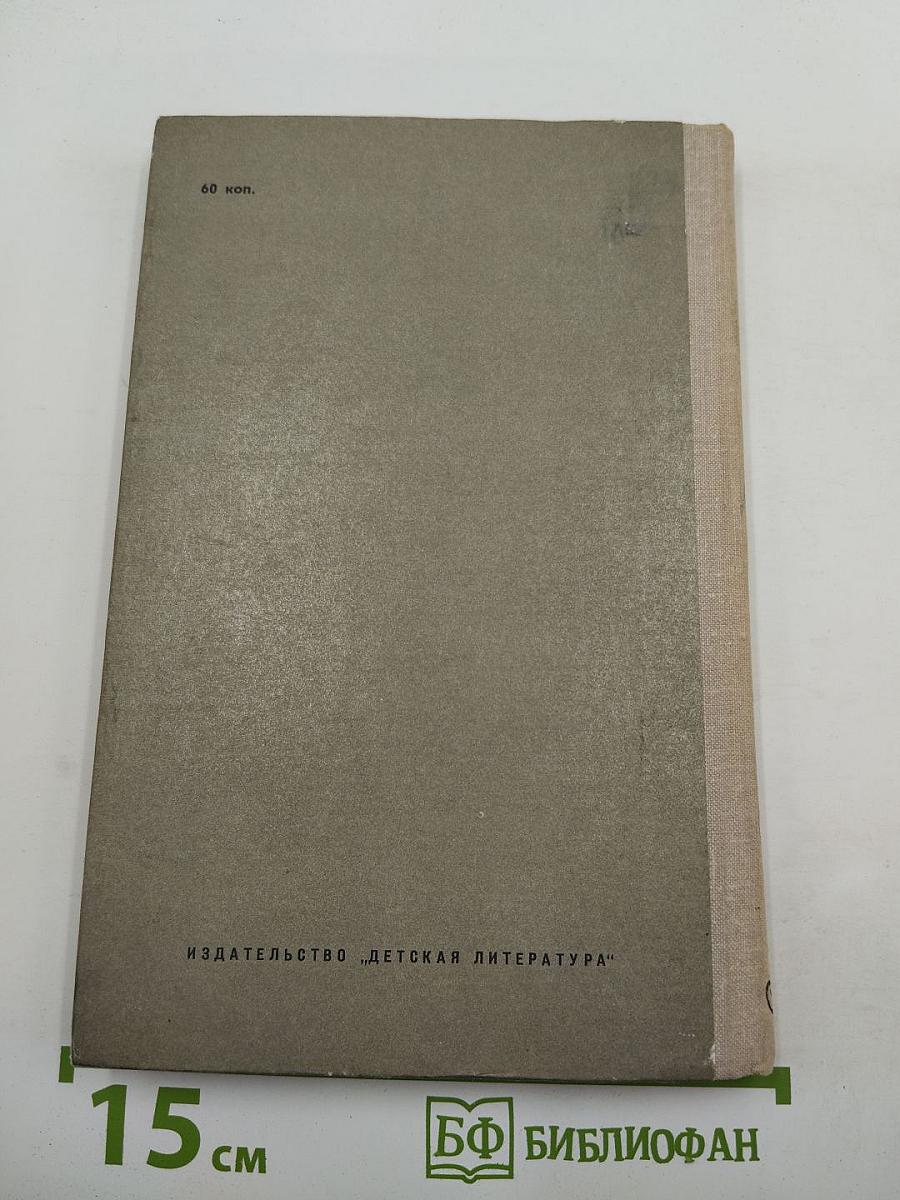 60 коп.
ИЗДАТЕЛЬСТВО „ДЕТСКАЯ ЛИТЕРАТУРА“
15 см
БФ БИБЛИОФАН